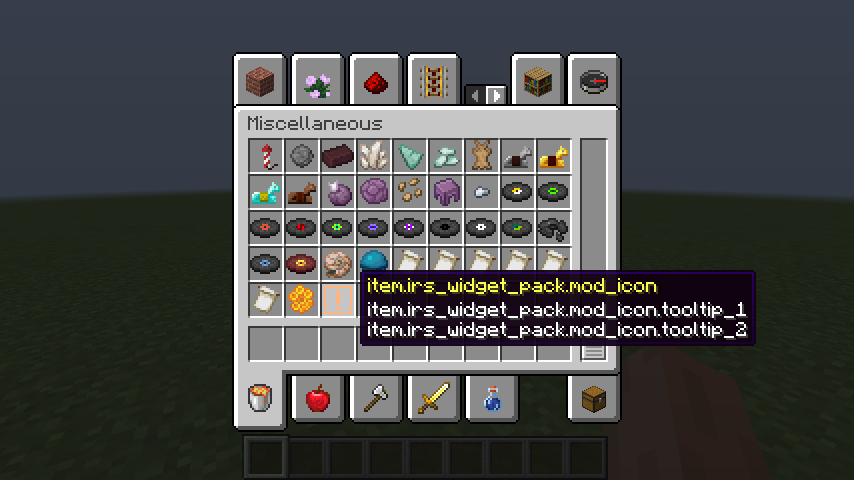 Miscellaneous
item.irs_widget_pack.mod_icon
item.irs_widget_pack.mod_icon.tooltip_1
item.irs_widget_pack.mod_icon.tooltip_2